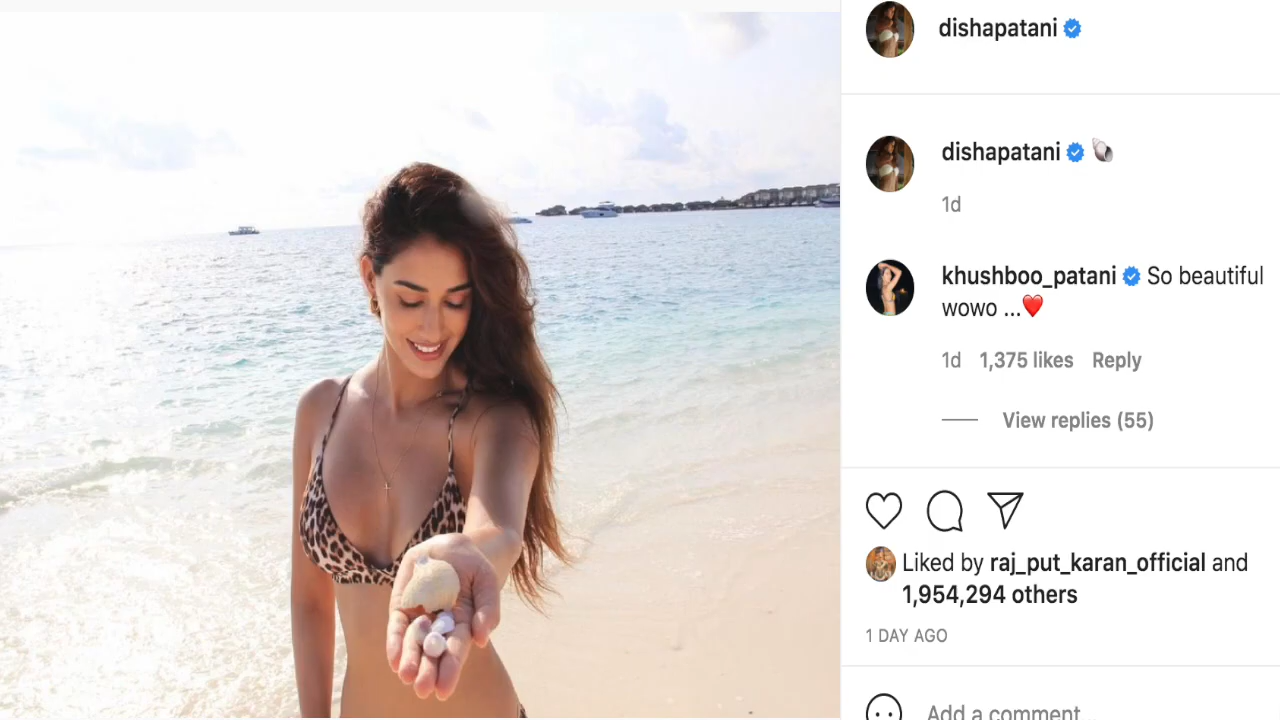 dishapatani
dishapatani
1d
khushboo_patani So beautiful
wowo ...
1d 1,375 likes Reply
View replies (55)
Liked by raj_put_karan_official and
1,954,294 others
1 DAY AGO
Add a comment...